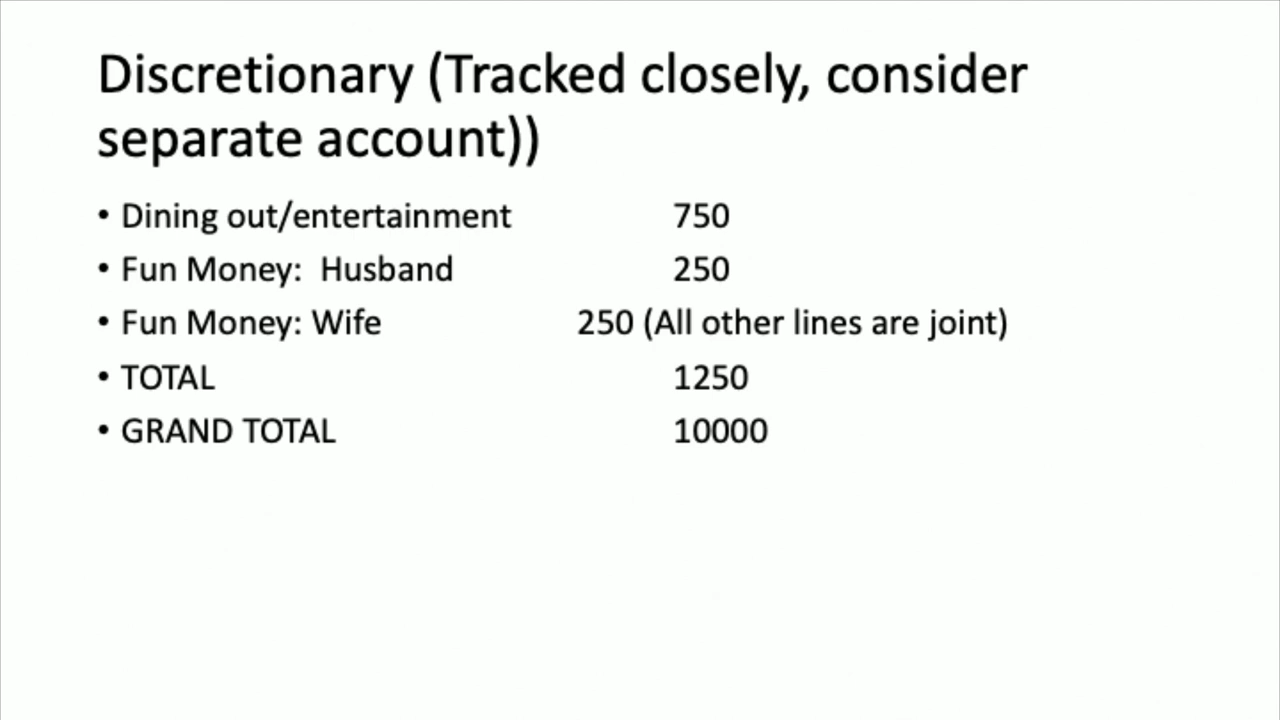 Discretionary (Tracked closely, consider
separate account))
• Dining out/entertainment 750
• Fun Money: Husband 250
• Fun Money: Wife 250 (All other lines are joint)
• TOTAL 1250
• GRAND TOTAL 10000